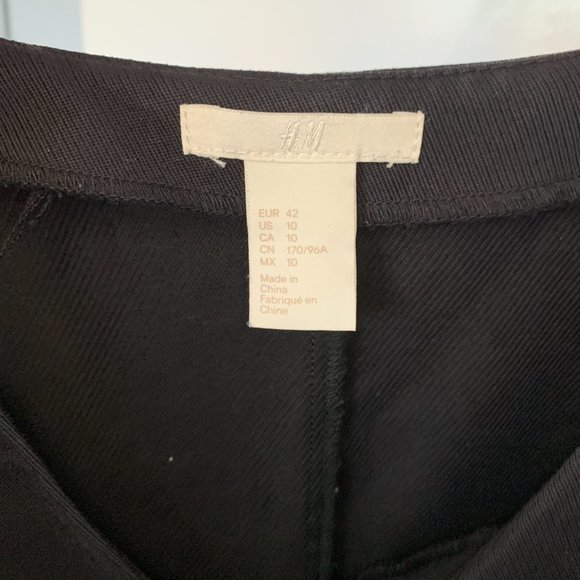 H&M
EUR 42
US 10
CA 10
CN 170/96A
MX 10
Made in
China
Fabriqué en
Chine